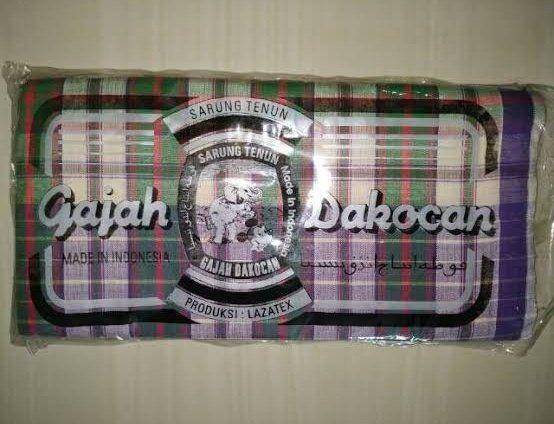 SARUNG TENUN
SARUNG TENUN
Made in Indonesia
GAJAH DAKOCAN
Gajah
Dakocan
MADE IN INDONESIA
PRODUKSI : LAZATEX